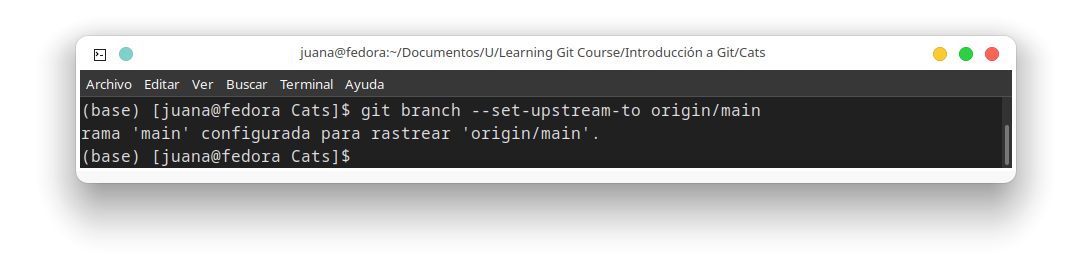 juana@fedora:~/Documentos/U/Learning Git Course/Introducción a Git/Cats
Archivo Editar Ver Buscar Terminal Ayuda
(base) [juana@fedora Cats]$ git branch --set-upstream-to origin/main
rama 'main' configurada para rastrear 'origin/main'.
(base) [juana@fedora Cats]$